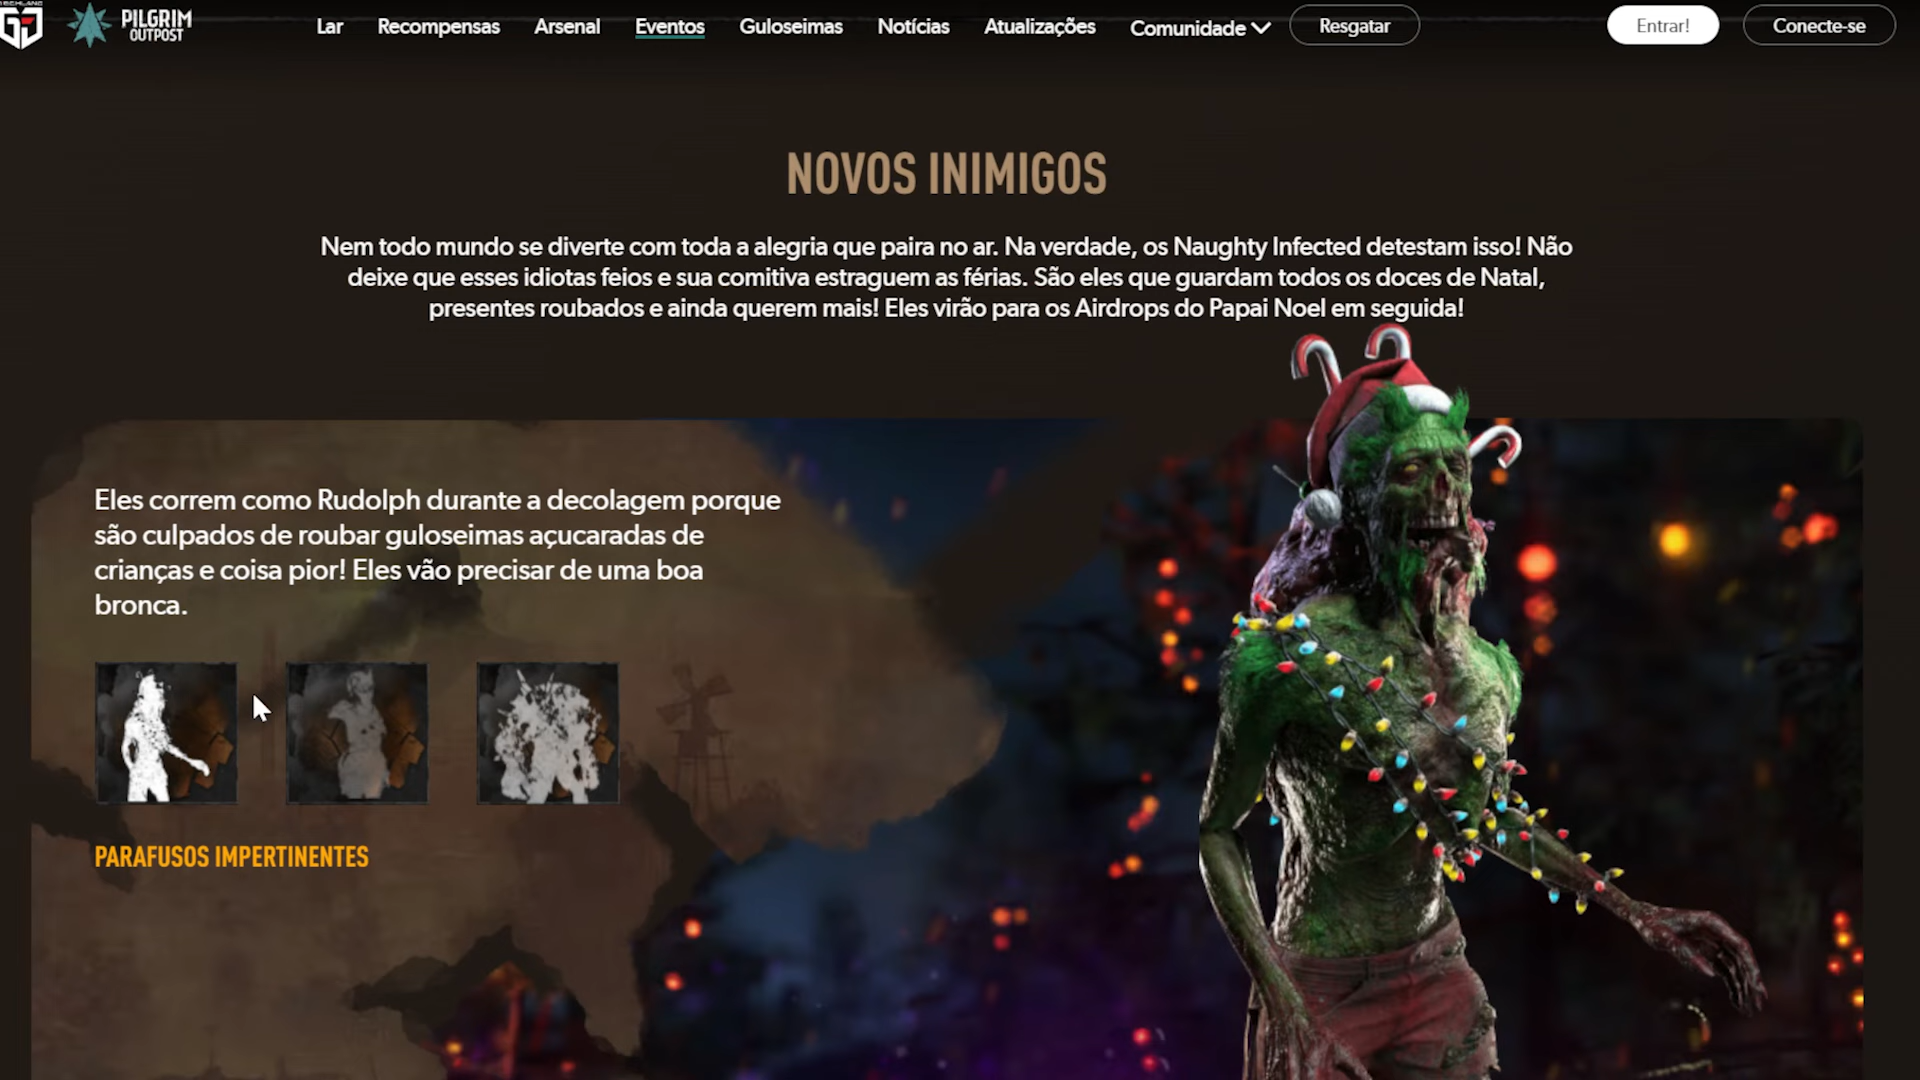 TECHLAND
PILGRIM
OUTPOST
Lar
Recompensas
Arsenal
Eventos
Guloseimas
Notícias
Atualizações
Comunidade
Resgatar
Entrar!
Conecte-se
NOVOS INIMIGOS
Nem todo mundo se diverte com toda a alegria que paira no ar. Na verdade, os Naughty Infected detestam isso! Não
deixe que esses idiotas feios e sua comitiva estraguem as férias. São eles que guardam todos os doces de Natal,
presentes roubados e ainda querem mais! Eles virão para os Airdrops do Papai Noel em seguida!
Eles correm como Rudolph durante a decolagem porque
são culpados de roubar guloseimas açucaradas de
crianças e coisa pior! Eles vão precisar de uma boa
bronca.
PARAFUSOS IMPERTINENTES